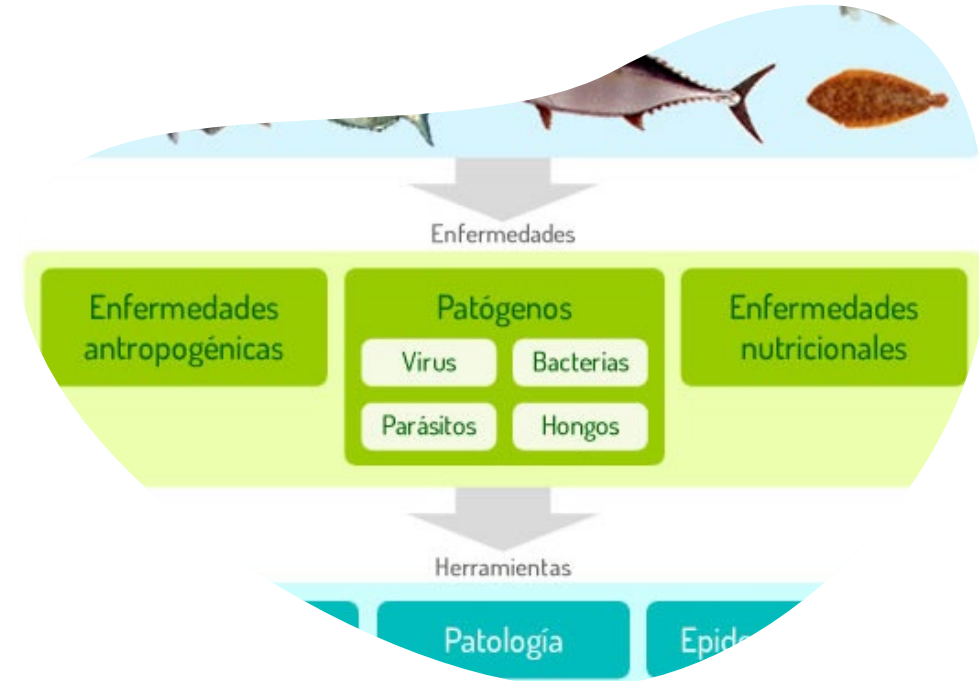 Enfermedades
Enfermedades
antropogénicas
Patógenos
Virus
Bacterias
Parásitos
Hongos
Enfermedades
nutricionales
Herramientas
Patología